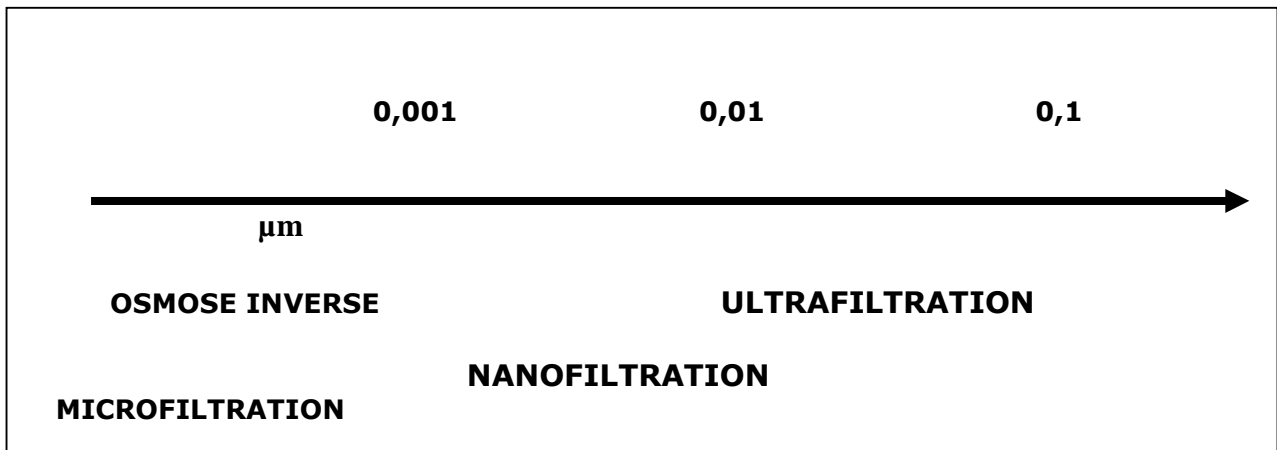 0,001 0,01 0,1
µm
OSMOSE INVERSE ULTRAFILTRATION
NANOFILTRATION
MICROFILTRATION